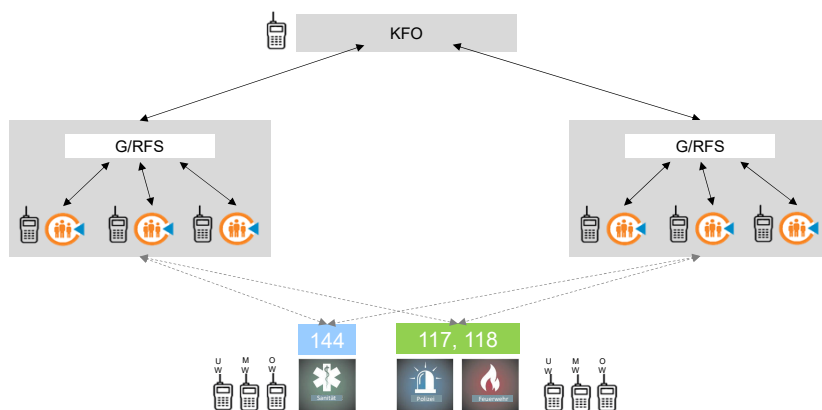 KFO
G/RFS
G/RFS
144
117, 118
U
W
M
W
O
W
Sanität
Polizei
Feuerwehr
U
W
M
W
O
W